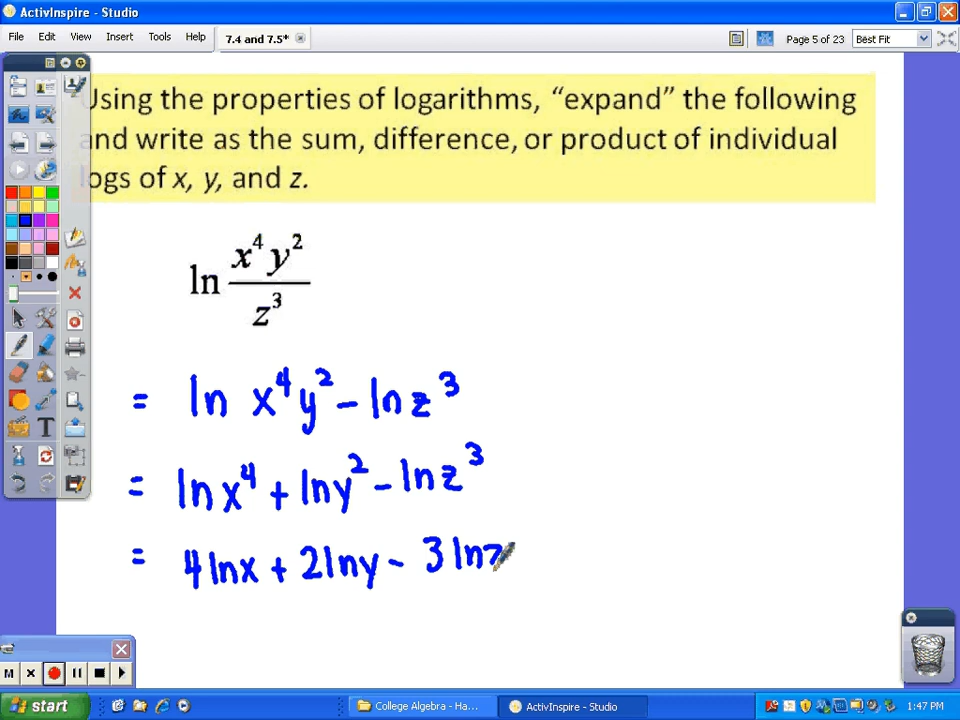 ActivInspire - Studio
File Edit View Insert Tools Help 7.4 and 7.5* Page 5 of 23 Best Fit
Using the properties of logarithms, “expand” the following
and write as the sum, difference, or product of individual
logs of x, y, and z.
ln x⁴y²/z³
= ln x⁴y² - ln z³
= ln x⁴ + ln y² - ln z³
= 4 ln x + 2 ln y - 3 ln z
M
start College Algebra - Ha... ActivInspire - Studio 1:47 PM